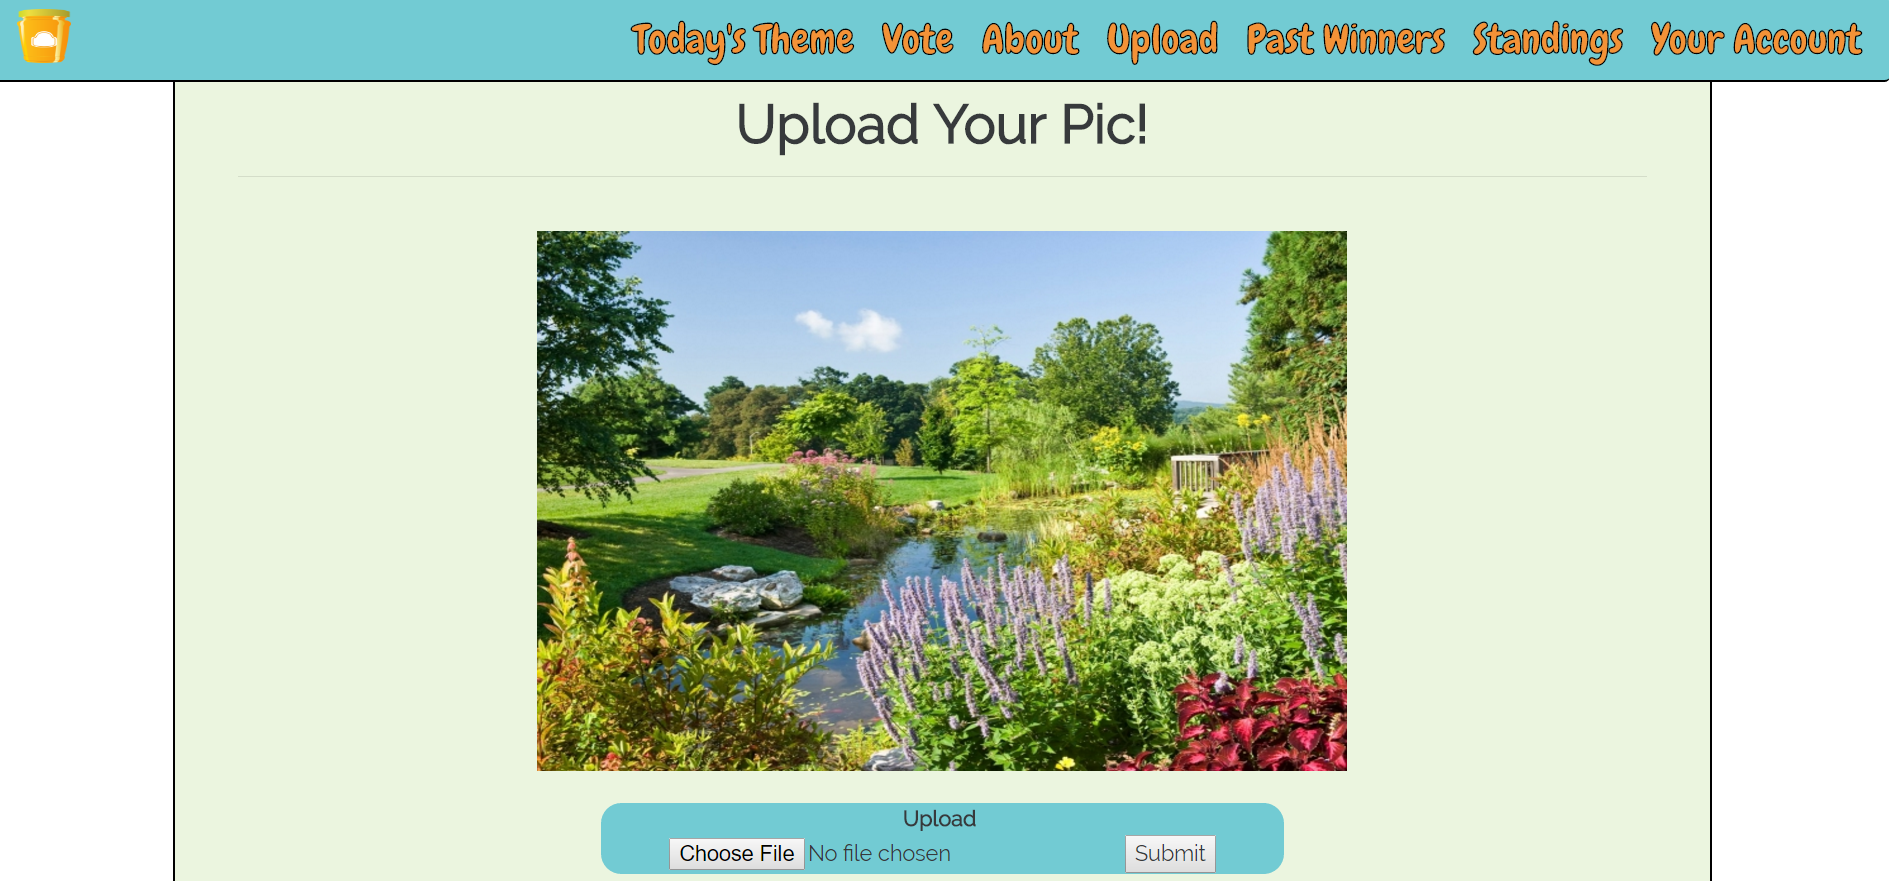 Today's Theme Vote About Upload Past Winners Standings Your Account
Upload Your Pic!
Upload
Choose File No file chosen Submit